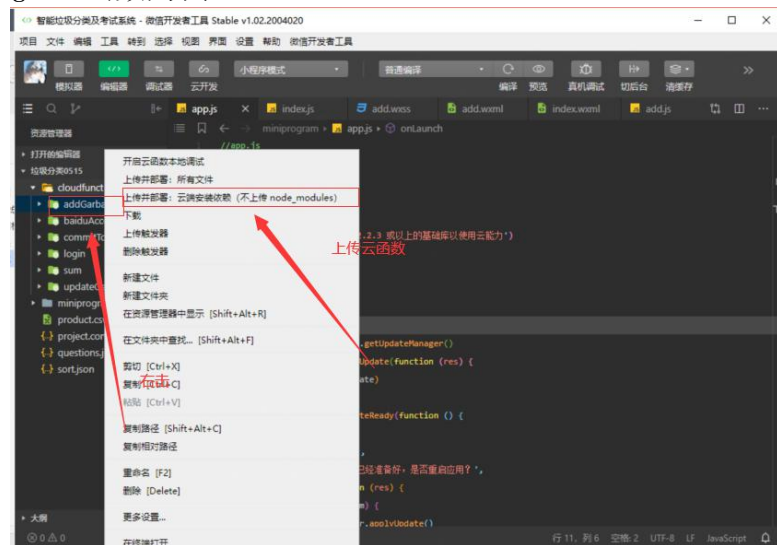 智能垃圾分类及考试系统 - 微信开发者工具 Stable v1.02.2004020
项目 文件 编辑 工具 转到 选择 视图 界面 设置 帮助 微信开发者工具
小程序模式 普通编译
模拟器 编辑器 调试器 云开发 编译 预览 真机调试 切后台 清缓存
app.js index.js add.wxss add.wxml index.wxml add.js
资源管理器
miniprogram app.js onLaunch
打开的编辑器
//app.js
垃圾分类0515
cloudfunct
addGarba
baiduAcc
login
sum
update
miniprogr
product.cs
project.cor
questions.j
sort.json
大纲
开启云函数本地调试
上传并部署：所有文件
上传并部署：云端安装依赖 (不上传 node_modules)
下载
上传触发器
删除触发器
新建文件
新建文件夹
在资源管理器中显示 [Shift+Alt+R]
在文件夹中查找... [Shift+Alt+F]
剪切 [Ctrl+X]
复制 [Ctrl+C]
粘贴 [Ctrl+V]
复制路径 [Shift+Alt+C]
复制相对路径
重命名 [F2]
删除 [Delete]
更多设置...
在终端打开
右击
上传云函数
.2.3 或以上的基础库以使用云能力')
.getUpdateManager()
Update(function (res) {
ate)
teReady(function () {
已经准备好，是否重启应用？',
n (res) {
m) {
r.applyUpdate()
0 0 行 11，列 6 空格: 2 UTF-8 LF JavaScript